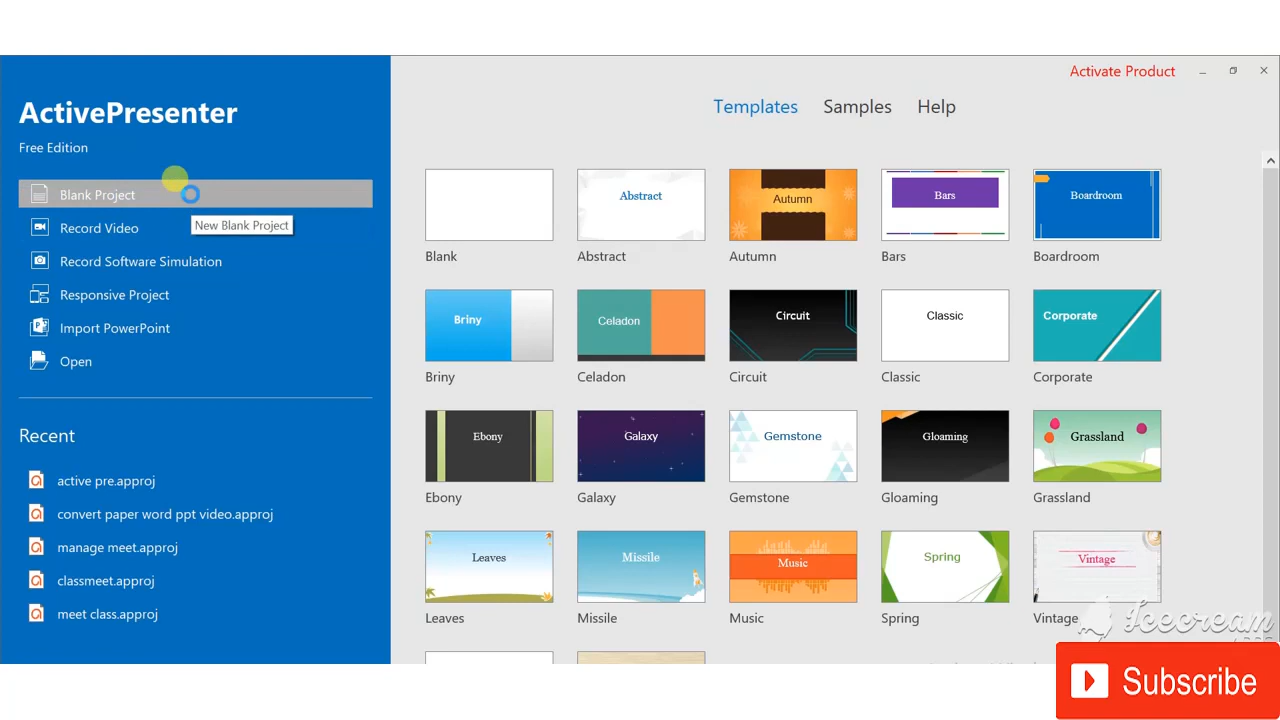 Activate Product
ActivePresenter
Free Edition
Blank Project
New Blank Project
Record Video
Record Software Simulation
Responsive Project
Import PowerPoint
Open
Recent
active pre.approj
convert paper word ppt video.approj
manage meet.approj
classmeet.approj
meet class.approj
Templates Samples Help
Abstract Autumn Bars Boardroom
Blank Abstract Autumn Bars Boardroom
Briny Celadon Circuit Classic Corporate
Briny Celadon Circuit Classic Corporate
Ebony Galaxy Gemstone Gloaming Grassland
Ebony Galaxy Gemstone Gloaming Grassland
Leaves Missile Music Spring Vintage
Leaves Missile Music Spring Vintage
Icecream
Subscribe